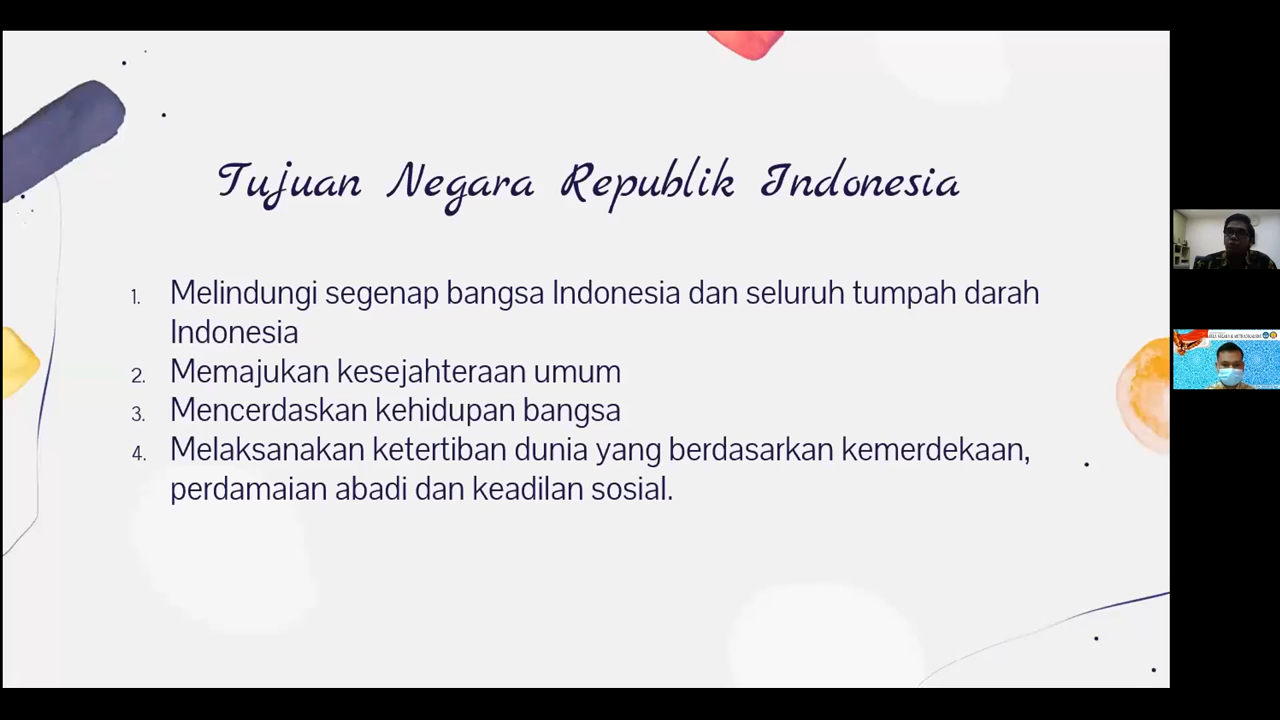 Tujuan Negara Republik Indonesia
1. Melindungi segenap bangsa Indonesia dan seluruh tumpah darah
Indonesia
2. Memajukan kesejahteraan umum
3. Mencerdaskan kehidupan bangsa
4. Melaksanakan ketertiban dunia yang berdasarkan kemerdekaan,
perdamaian abadi dan keadilan sosial.